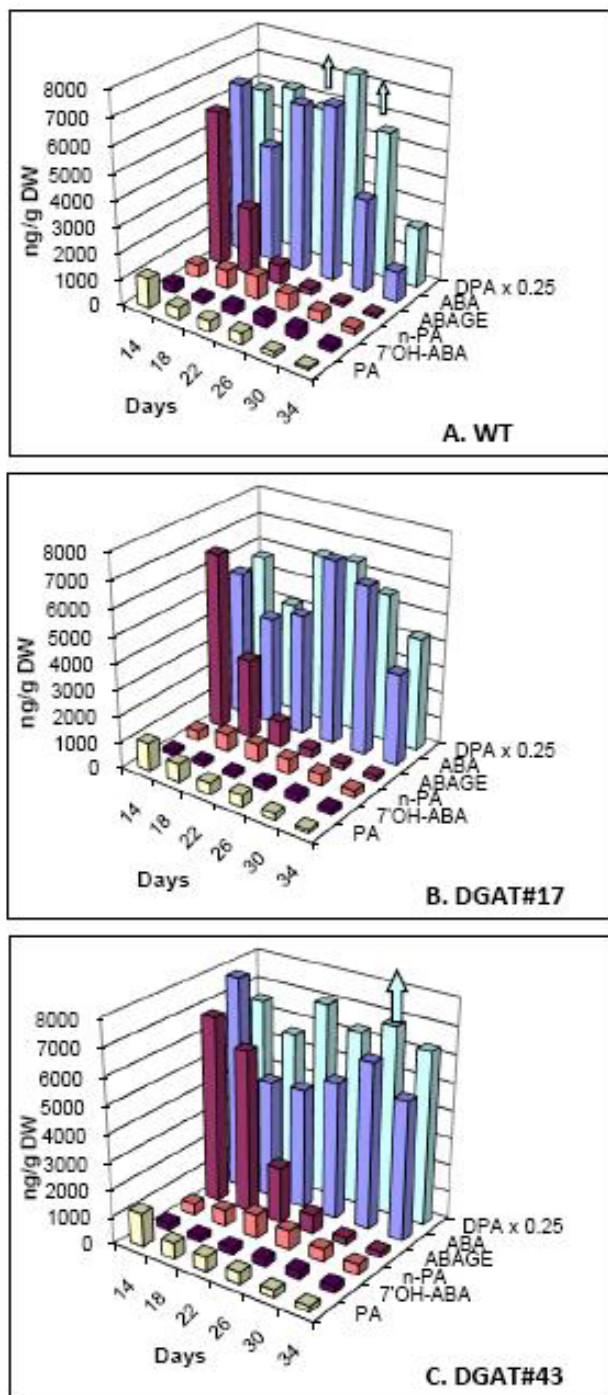 8000
7000
6000
5000
4000
3000
2000
1000
0
ng/g DW
14
18
22
26
30
34
Days
DPA x 0.25
ABA
ABAGE
n-PA
7'OH-ABA
PA
A. WT
8000
7000
6000
5000
4000
3000
2000
1000
0
ng/g DW
14
18
22
26
30
34
Days
DPA x 0.25
ABA
ABAGE
n-PA
7'OH-ABA
PA
B. DGAT#17
8000
7000
6000
5000
4000
3000
2000
1000
0
ng/g DW
14
18
22
26
30
34
Days
DPA x 0.25
ABA
ABAGE
n-PA
7'OH-ABA
PA
C. DGAT#43